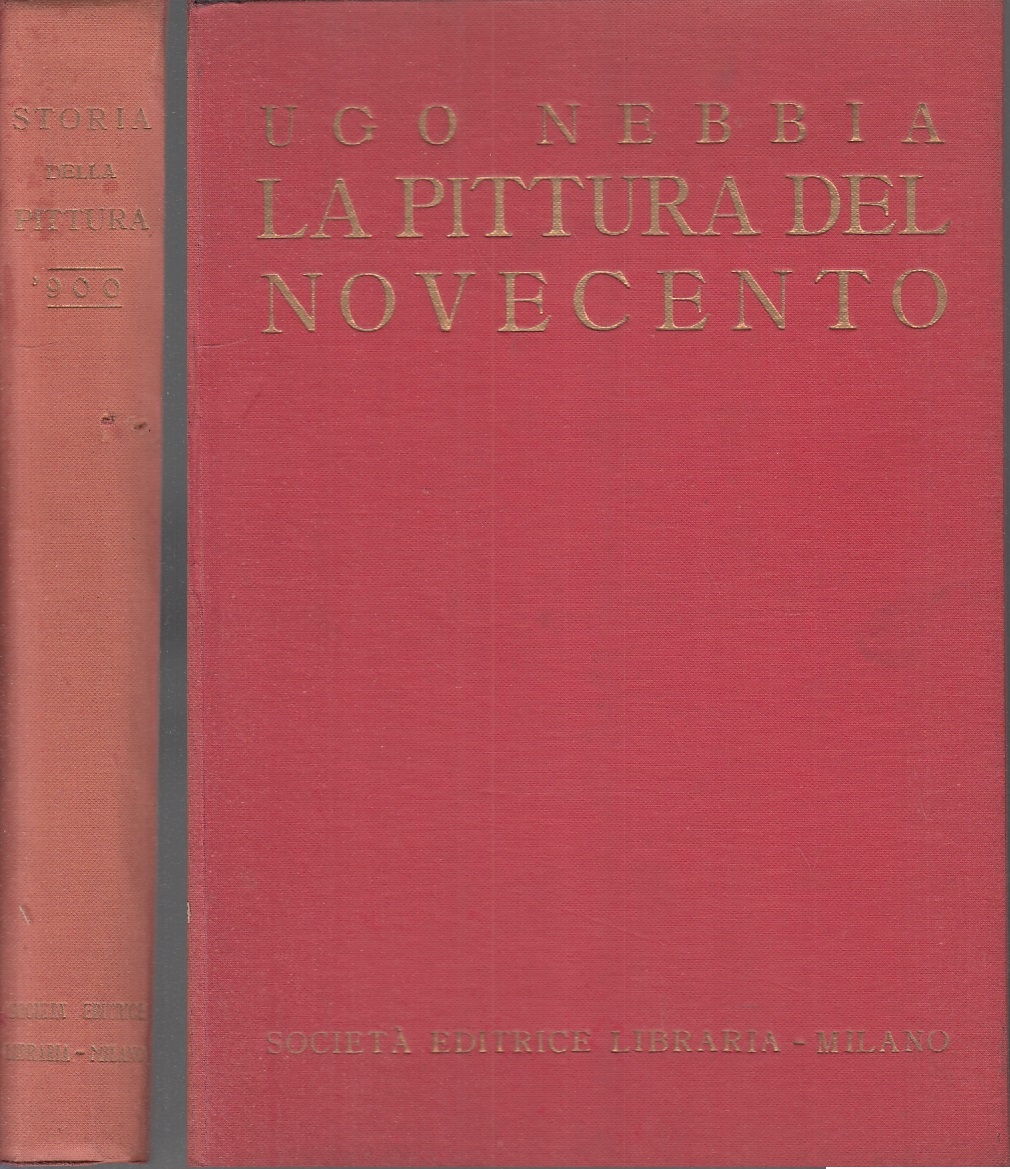 STORIA
DELLA
PITTURA
'900
SOCIETÀ EDITRICE
LIBRARIA - MILANO
UGO NEBBIA
LA PITTURA DEL
NOVECENTO
SOCIETÀ EDITRICE LIBRARIA - MILANO